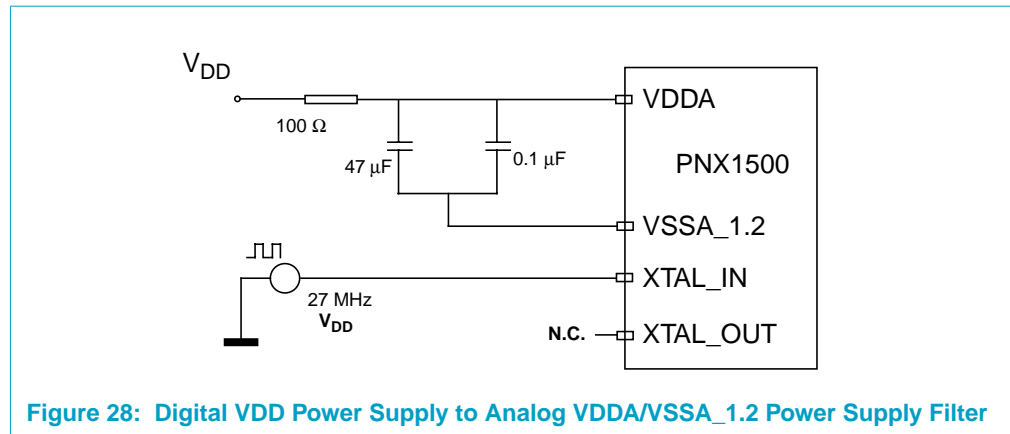 VDD
100 Ω
47 μF
0.1 μF
VDDA
PNX1500
VSSA_1.2
XTAL_IN
27 MHz
VDD
N.C.
XTAL_OUT
Figure 28: Digital VDD Power Supply to Analog VDDA/VSSA_1.2 Power Supply Filter